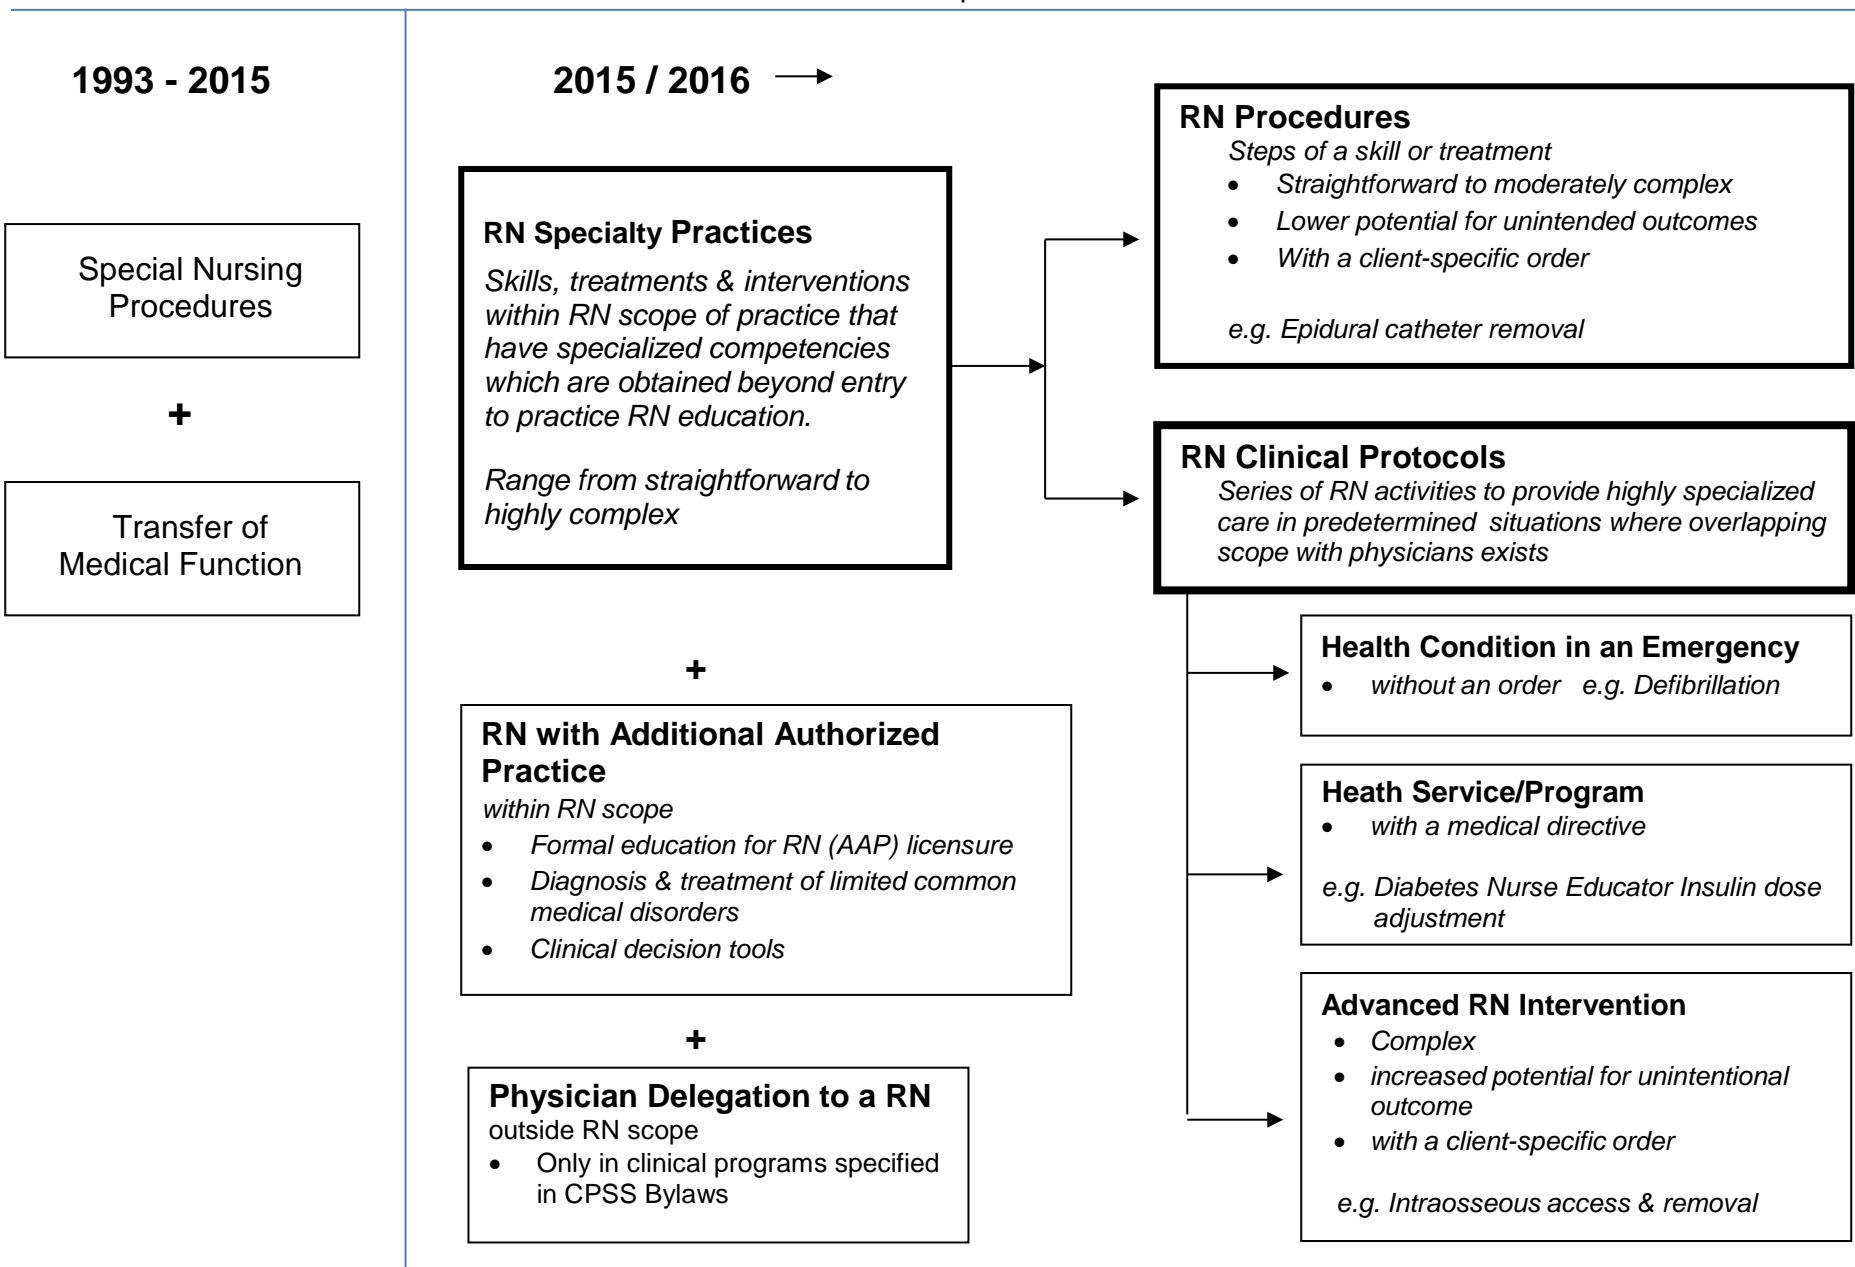 1993 - 2015
Special Nursing
Procedures
+
Transfer of
Medical Function
2015 / 2016
RN Specialty Practices
Skills, treatments & interventions
within RN scope of practice that
have specialized competencies
which are obtained beyond entry
to practice RN education.
Range from straightforward to
highly complex
+
RN with Additional Authorized
Practice
within RN scope
• Formal education for RN (AAP) licensure
• Diagnosis & treatment of limited common
medical disorders
• Clinical decision tools
+
Physician Delegation to a RN
outside RN scope
• Only in clinical programs specified
in CPSS Bylaws
RN Procedures
Steps of a skill or treatment
• Straightforward to moderately complex
• Lower potential for unintended outcomes
• With a client-specific order
e.g. Epidural catheter removal
RN Clinical Protocols
Series of RN activities to provide highly specialized
care in predetermined situations where overlapping
scope with physicians exists
Health Condition in an Emergency
• without an order e.g. Defibrillation
Heath Service/Program
• with a medical directive
e.g. Diabetes Nurse Educator Insulin dose
adjustment
Advanced RN Intervention
• Complex
• increased potential for unintentional
outcome
• with a client-specific order
e.g. Intraosseous access & removal